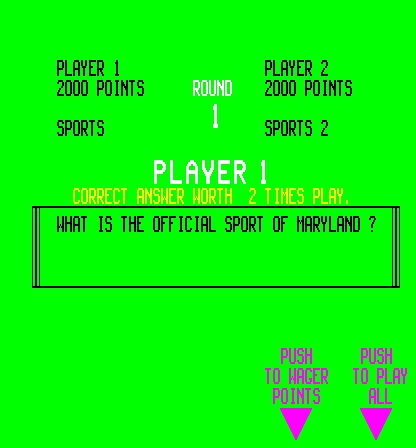 PLAYER 1
2000 POINTS
ROUND
PLAYER 2
2000 POINTS
SPORTS
1
SPORTS 2
PLAYER 1
CORRECT ANSWER WORTH 2 TIMES PLAY.
WHAT IS THE OFFICIAL SPORT OF MARYLAND ?
PUSH
TO WAGER
POINTS
PUSH
TO PLAY
ALL